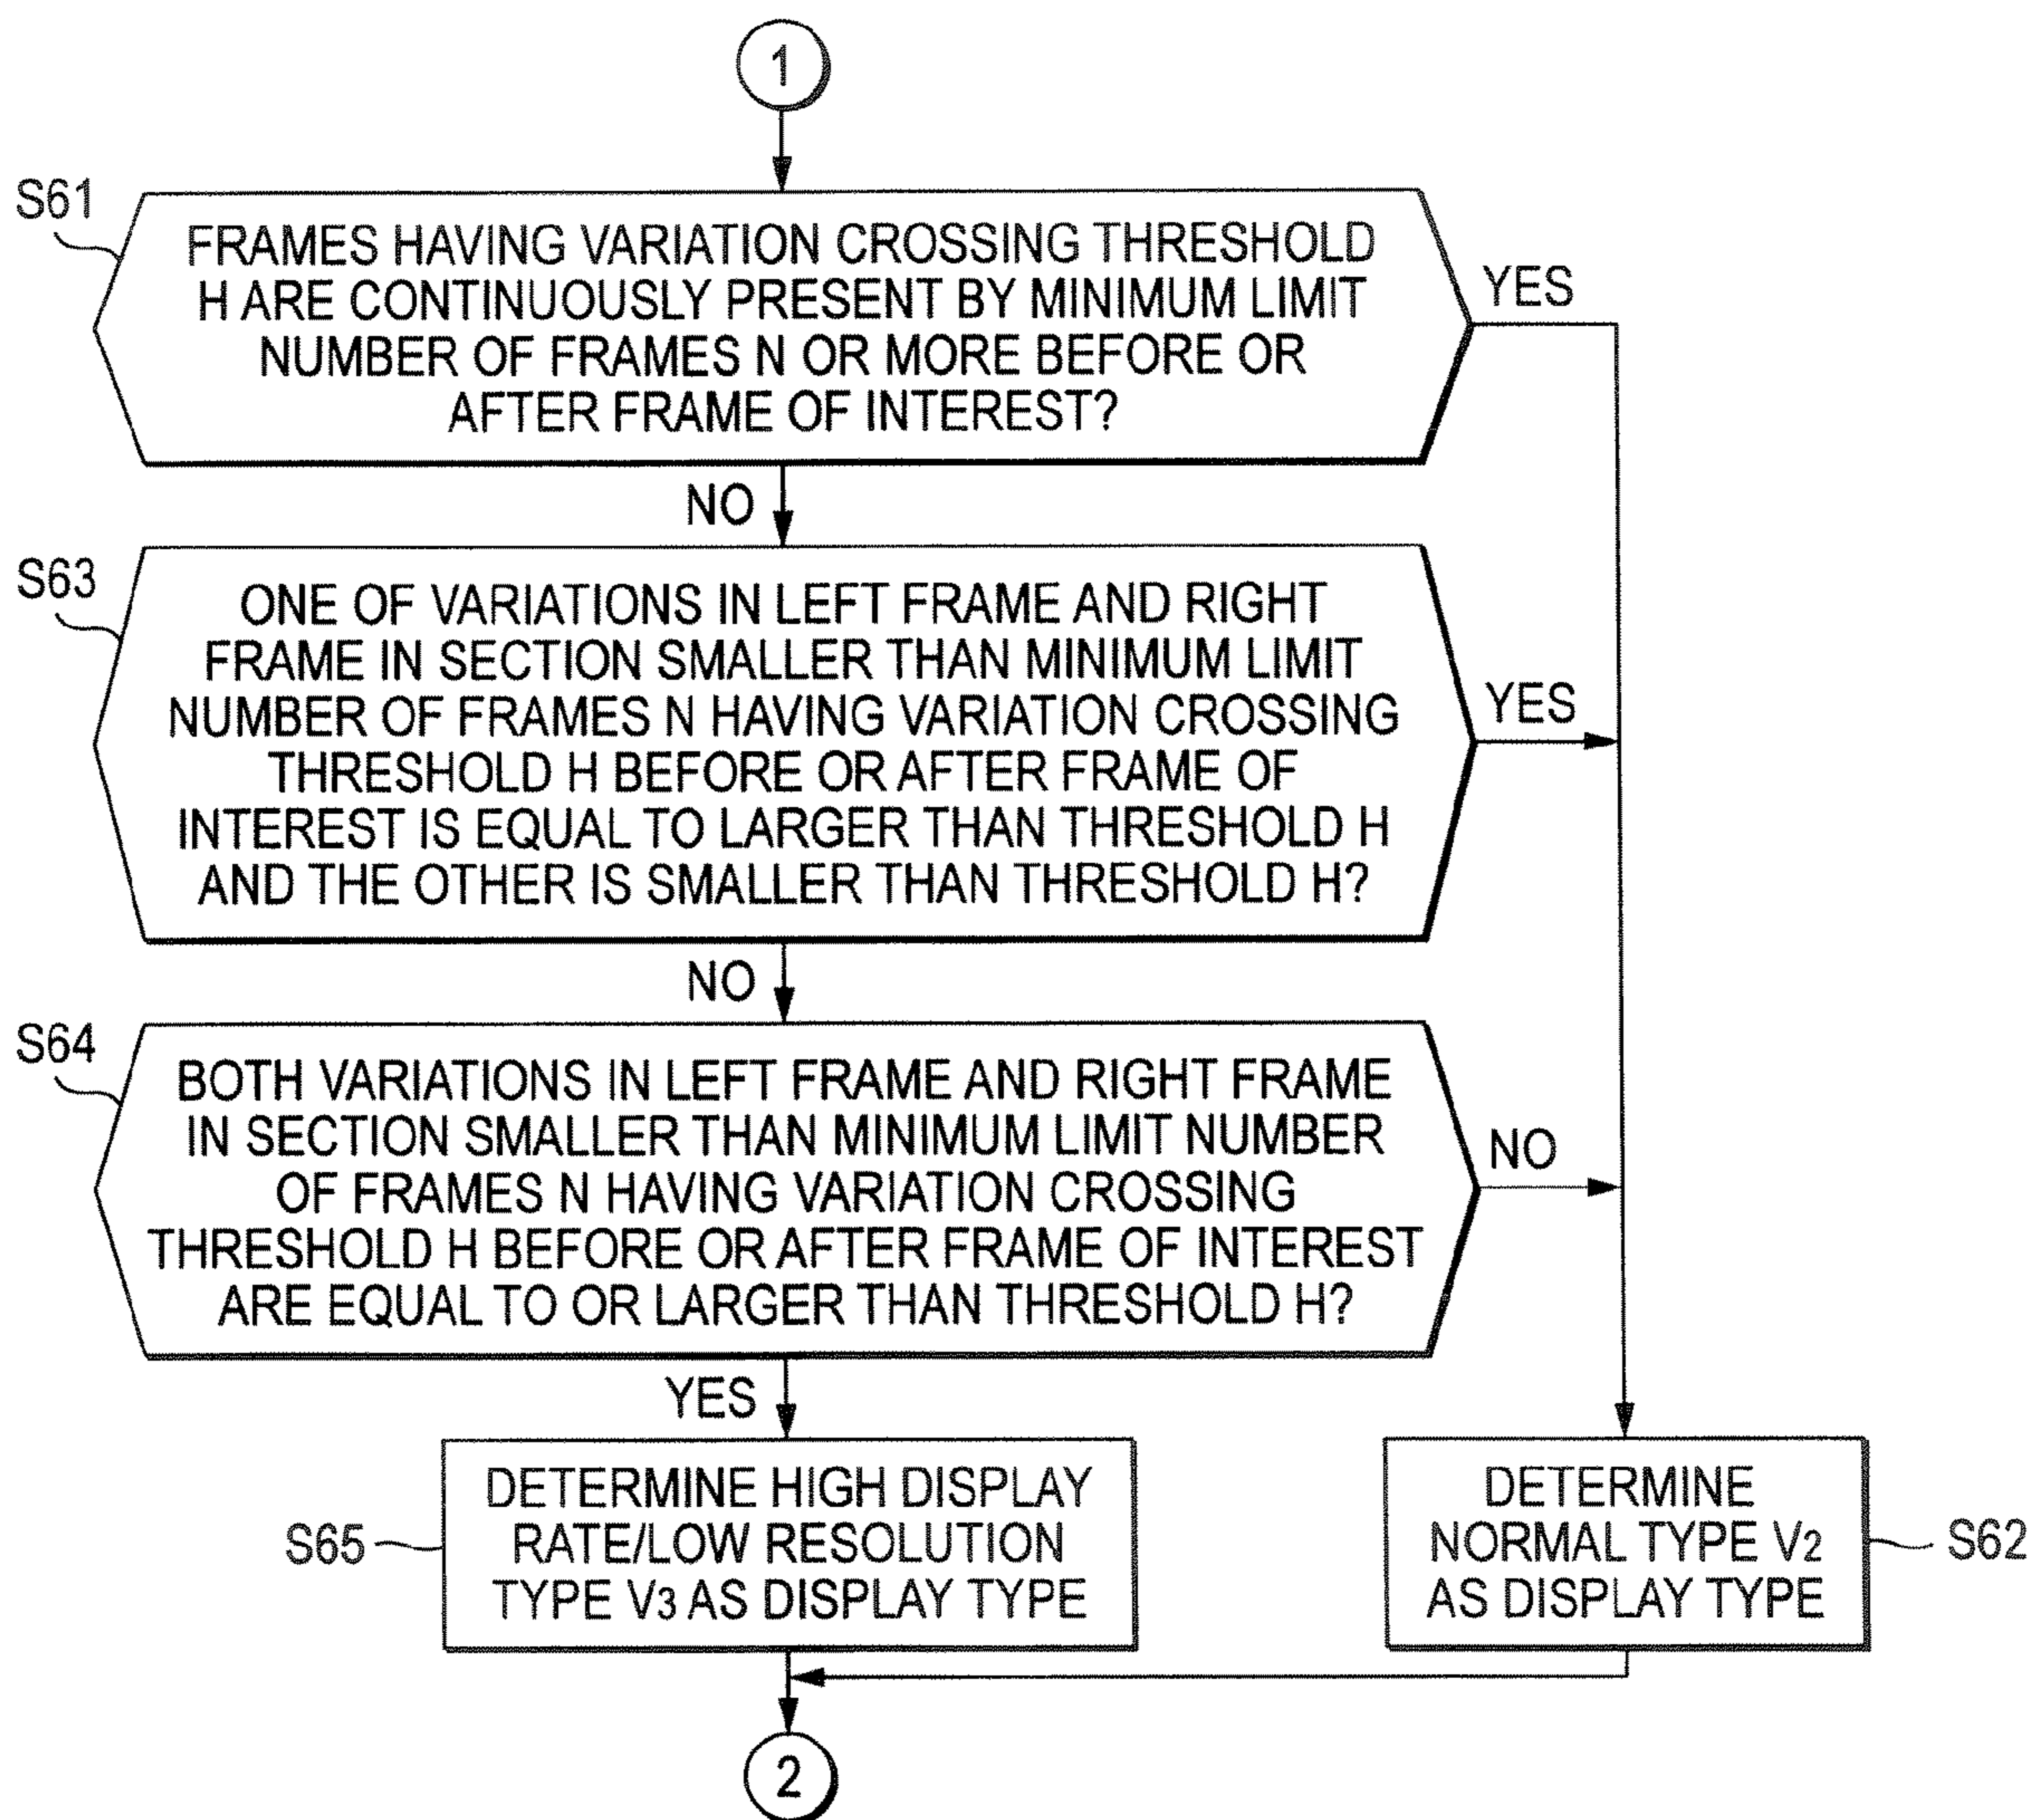 1
S61
FRAMES HAVING VARIATION CROSSING THRESHOLD
H ARE CONTINUOUSLY PRESENT BY MINIMUM LIMIT
NUMBER OF FRAMES N OR MORE BEFORE OR
AFTER FRAME OF INTEREST?
YES
NO
S63
ONE OF VARIATIONS IN LEFT FRAME AND RIGHT
FRAME IN SECTION SMALLER THAN MINIMUM LIMIT
NUMBER OF FRAMES N HAVING VARIATION CROSSING
THRESHOLD H BEFORE OR AFTER FRAME OF
INTEREST IS EQUAL TO LARGER THAN THRESHOLD H
AND THE OTHER IS SMALLER THAN THRESHOLD H?
YES
NO
S64
BOTH VARIATIONS IN LEFT FRAME AND RIGHT FRAME
IN SECTION SMALLER THAN MINIMUM LIMIT NUMBER
OF FRAMES N HAVING VARIATION CROSSING
THRESHOLD H BEFORE OR AFTER FRAME OF INTEREST
ARE EQUAL TO OR LARGER THAN THRESHOLD H?
NO
YES
S65
DETERMINE HIGH DISPLAY
RATE/LOW RESOLUTION
TYPE V3 AS DISPLAY TYPE
DETERMINE
NORMAL TYPE V2
AS DISPLAY TYPE
S62
2